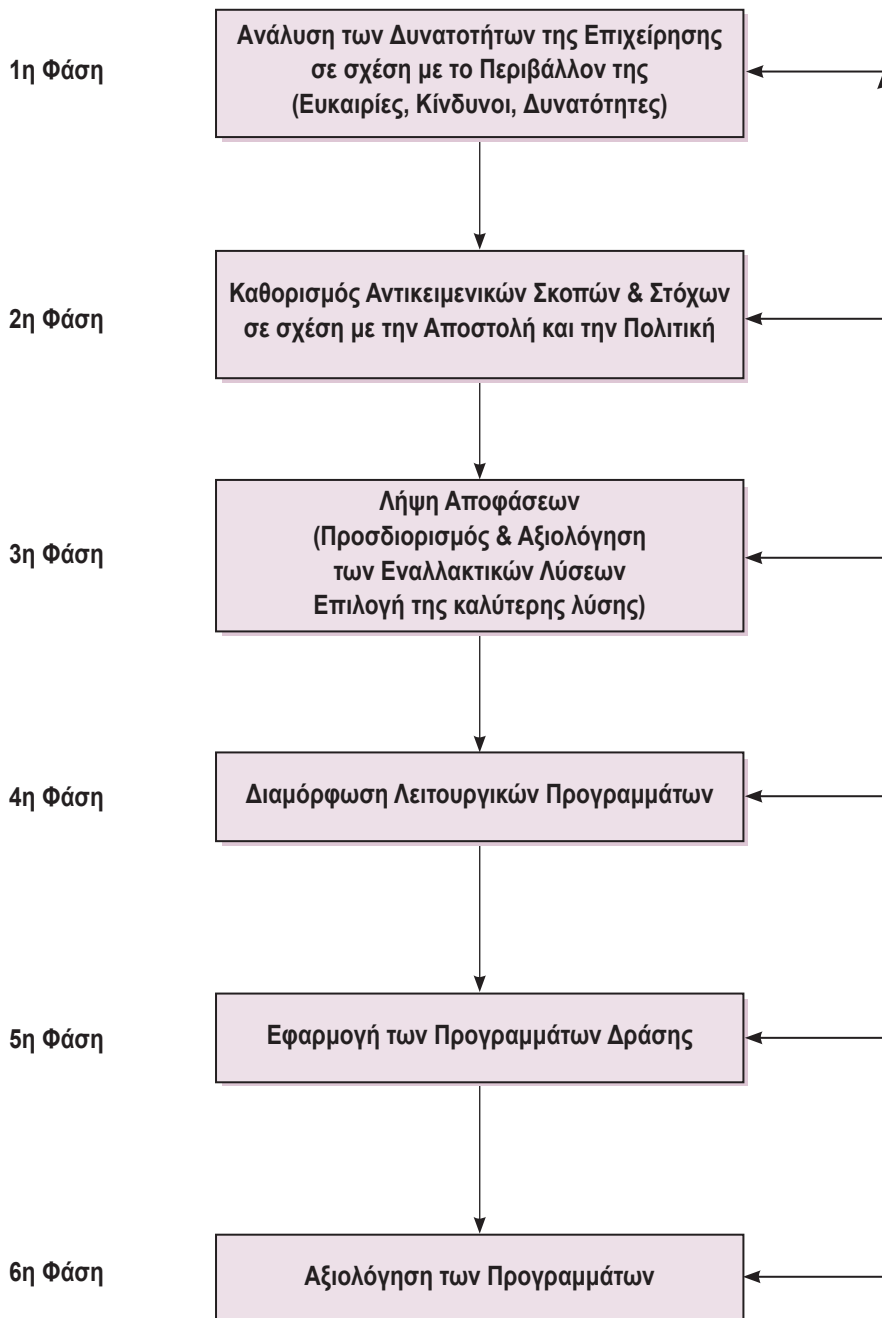 1η Φάση
Ανάλυση των Δυνατοτήτων της Επιχείρησης
σε σχέση με το Περιβάλλον της
(Ευκαιρίες, Κίνδυνοι, Δυνατότητες)
2η Φάση
Καθορισμός Αντικειμενικών Σκοπών & Στόχων
σε σχέση με την Αποστολή και την Πολιτική
3η Φάση
Λήψη Αποφάσεων
(Προσδιορισμός & Αξιολόγηση
των Εναλλακτικών Λύσεων
Επιλογή της καλύτερης λύσης)
4η Φάση
Διαμόρφωση Λειτουργικών Προγραμμάτων
5η Φάση
Εφαρμογή των Προγραμμάτων Δράσης
6η Φάση
Αξιολόγηση των Προγραμμάτων